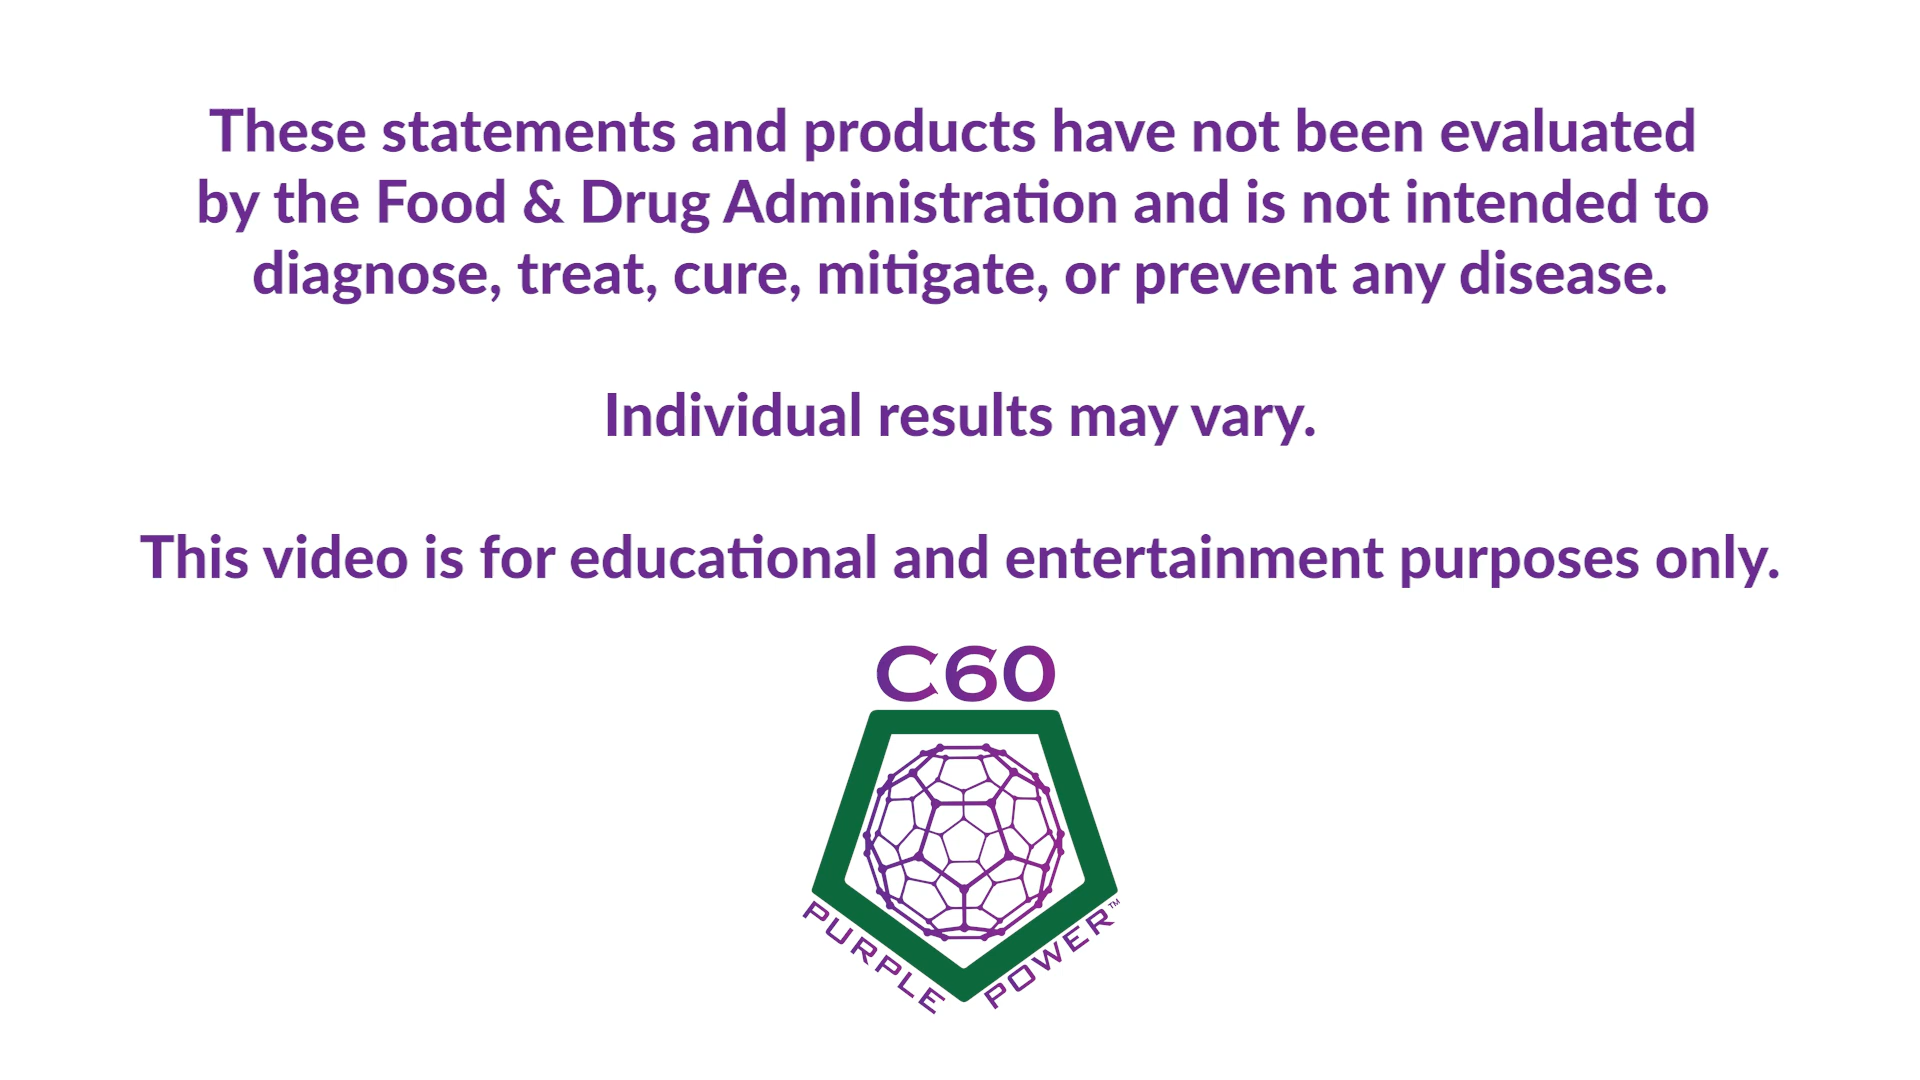 These statements and products have not been evaluated
by the Food & Drug Administration and is not intended to
diagnose, treat, cure, mitigate, or prevent any disease.
Individual results may vary.
This video is for educational and entertainment purposes only.
C60
PURPLE POWER™